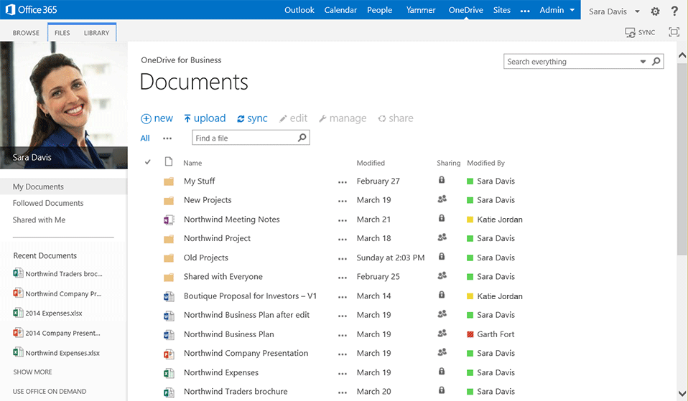 Office 365
Outlook Calendar People Yammer OneDrive Sites ••• Admin Sara Davis ?
BROWSE FILES LIBRARY SYNC
OneDrive for Business
Documents
Search everything
new upload sync edit manage share
All ••• Find a file
Sara Davis
Name Modified Sharing Modified By
My Documents
Followed Documents
Shared with Me
Recent Documents
Northwind Traders broc...
Northwind Company Pr...
2014 Expenses.xlsx
2014 Company Present...
Northwind Expenses.xlsx
SHOW MORE
USE OFFICE ON DEMAND
My Stuff ••• February 27 Sara Davis
New Projects ••• March 19 Sara Davis
Northwind Meeting Notes ••• March 21 Katie Jordan
Northwind Project ••• March 18 Sara Davis
Old Projects ••• Sunday at 2:03 PM Sara Davis
Shared with Everyone ••• February 25 Sara Davis
Boutique Proposal for Investors – V1 ••• March 14 Katie Jordan
Northwind Business Plan after edit ••• March 19 Sara Davis
Northwind Business Plan ••• March 19 Garth Fort
Northwind Company Presentation ••• March 19 Sara Davis
Northwind Expenses ••• March 19 Sara Davis
Northwind Traders brochure ••• March 20 Sara Davis